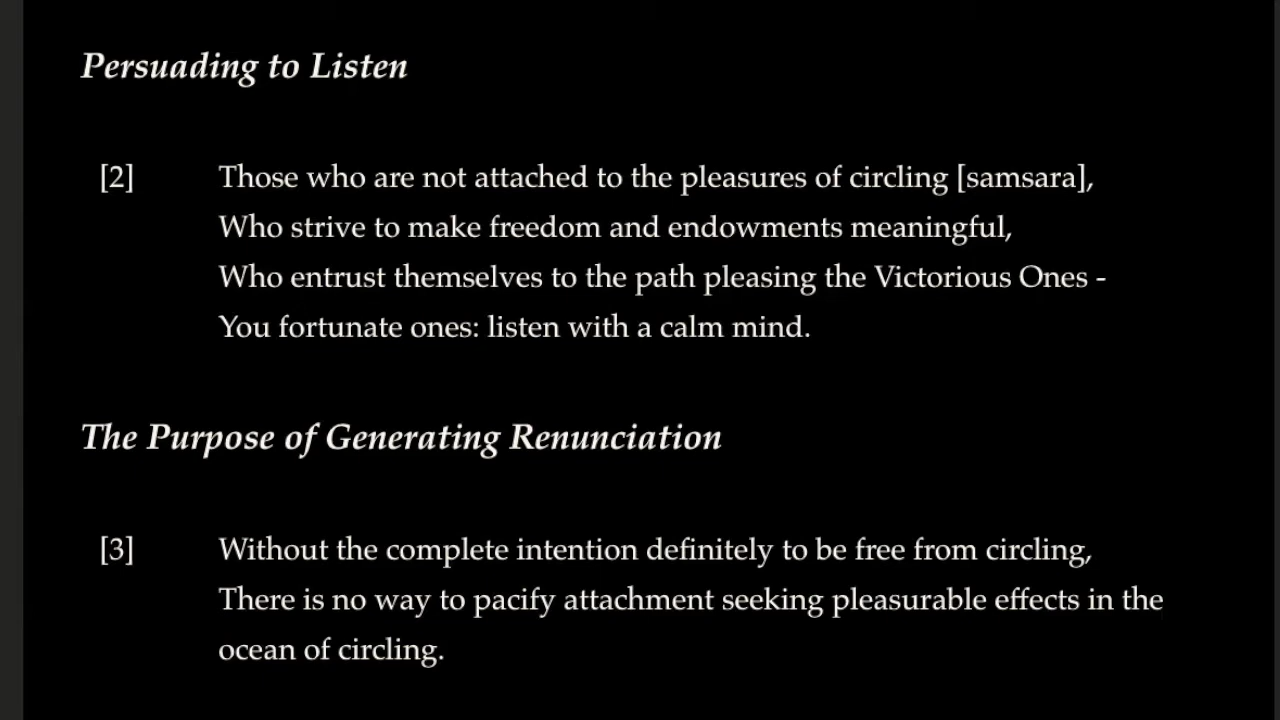 Persuading to Listen
[2] Those who are not attached to the pleasures of circling [samsara],
Who strive to make freedom and endowments meaningful,
Who entrust themselves to the path pleasing the Victorious Ones -
You fortunate ones: listen with a calm mind.
The Purpose of Generating Renunciation
[3] Without the complete intention definitely to be free from circling,
There is no way to pacify attachment seeking pleasurable effects in the
ocean of circling.